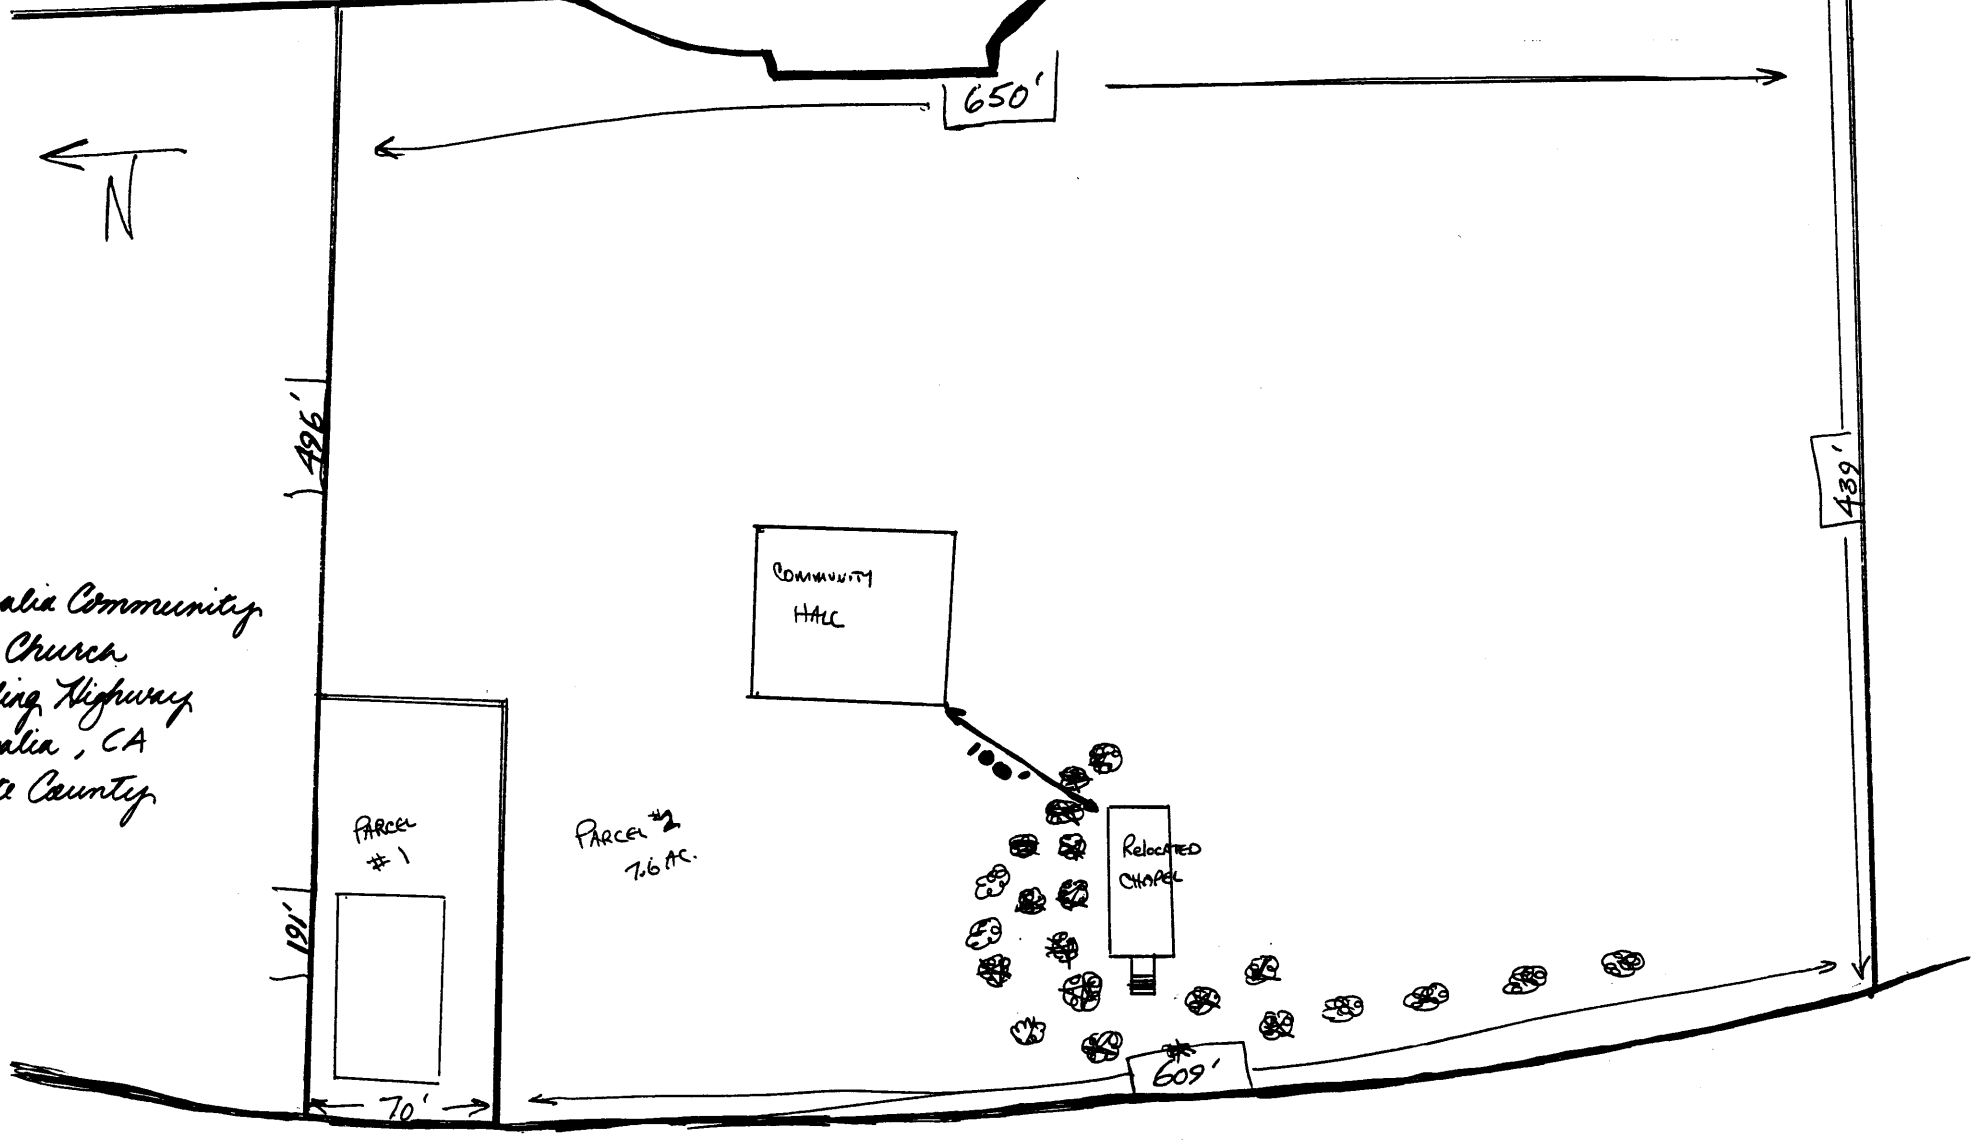 650'
N
496'
439'
alia Community
Church
ling Highway
alia, CA
te County
COMMUNITY
HALL
100'
PARCEL
#1
PARCEL #2
7.6 AC.
Relocated
CHAPEL
191'
70'
609'